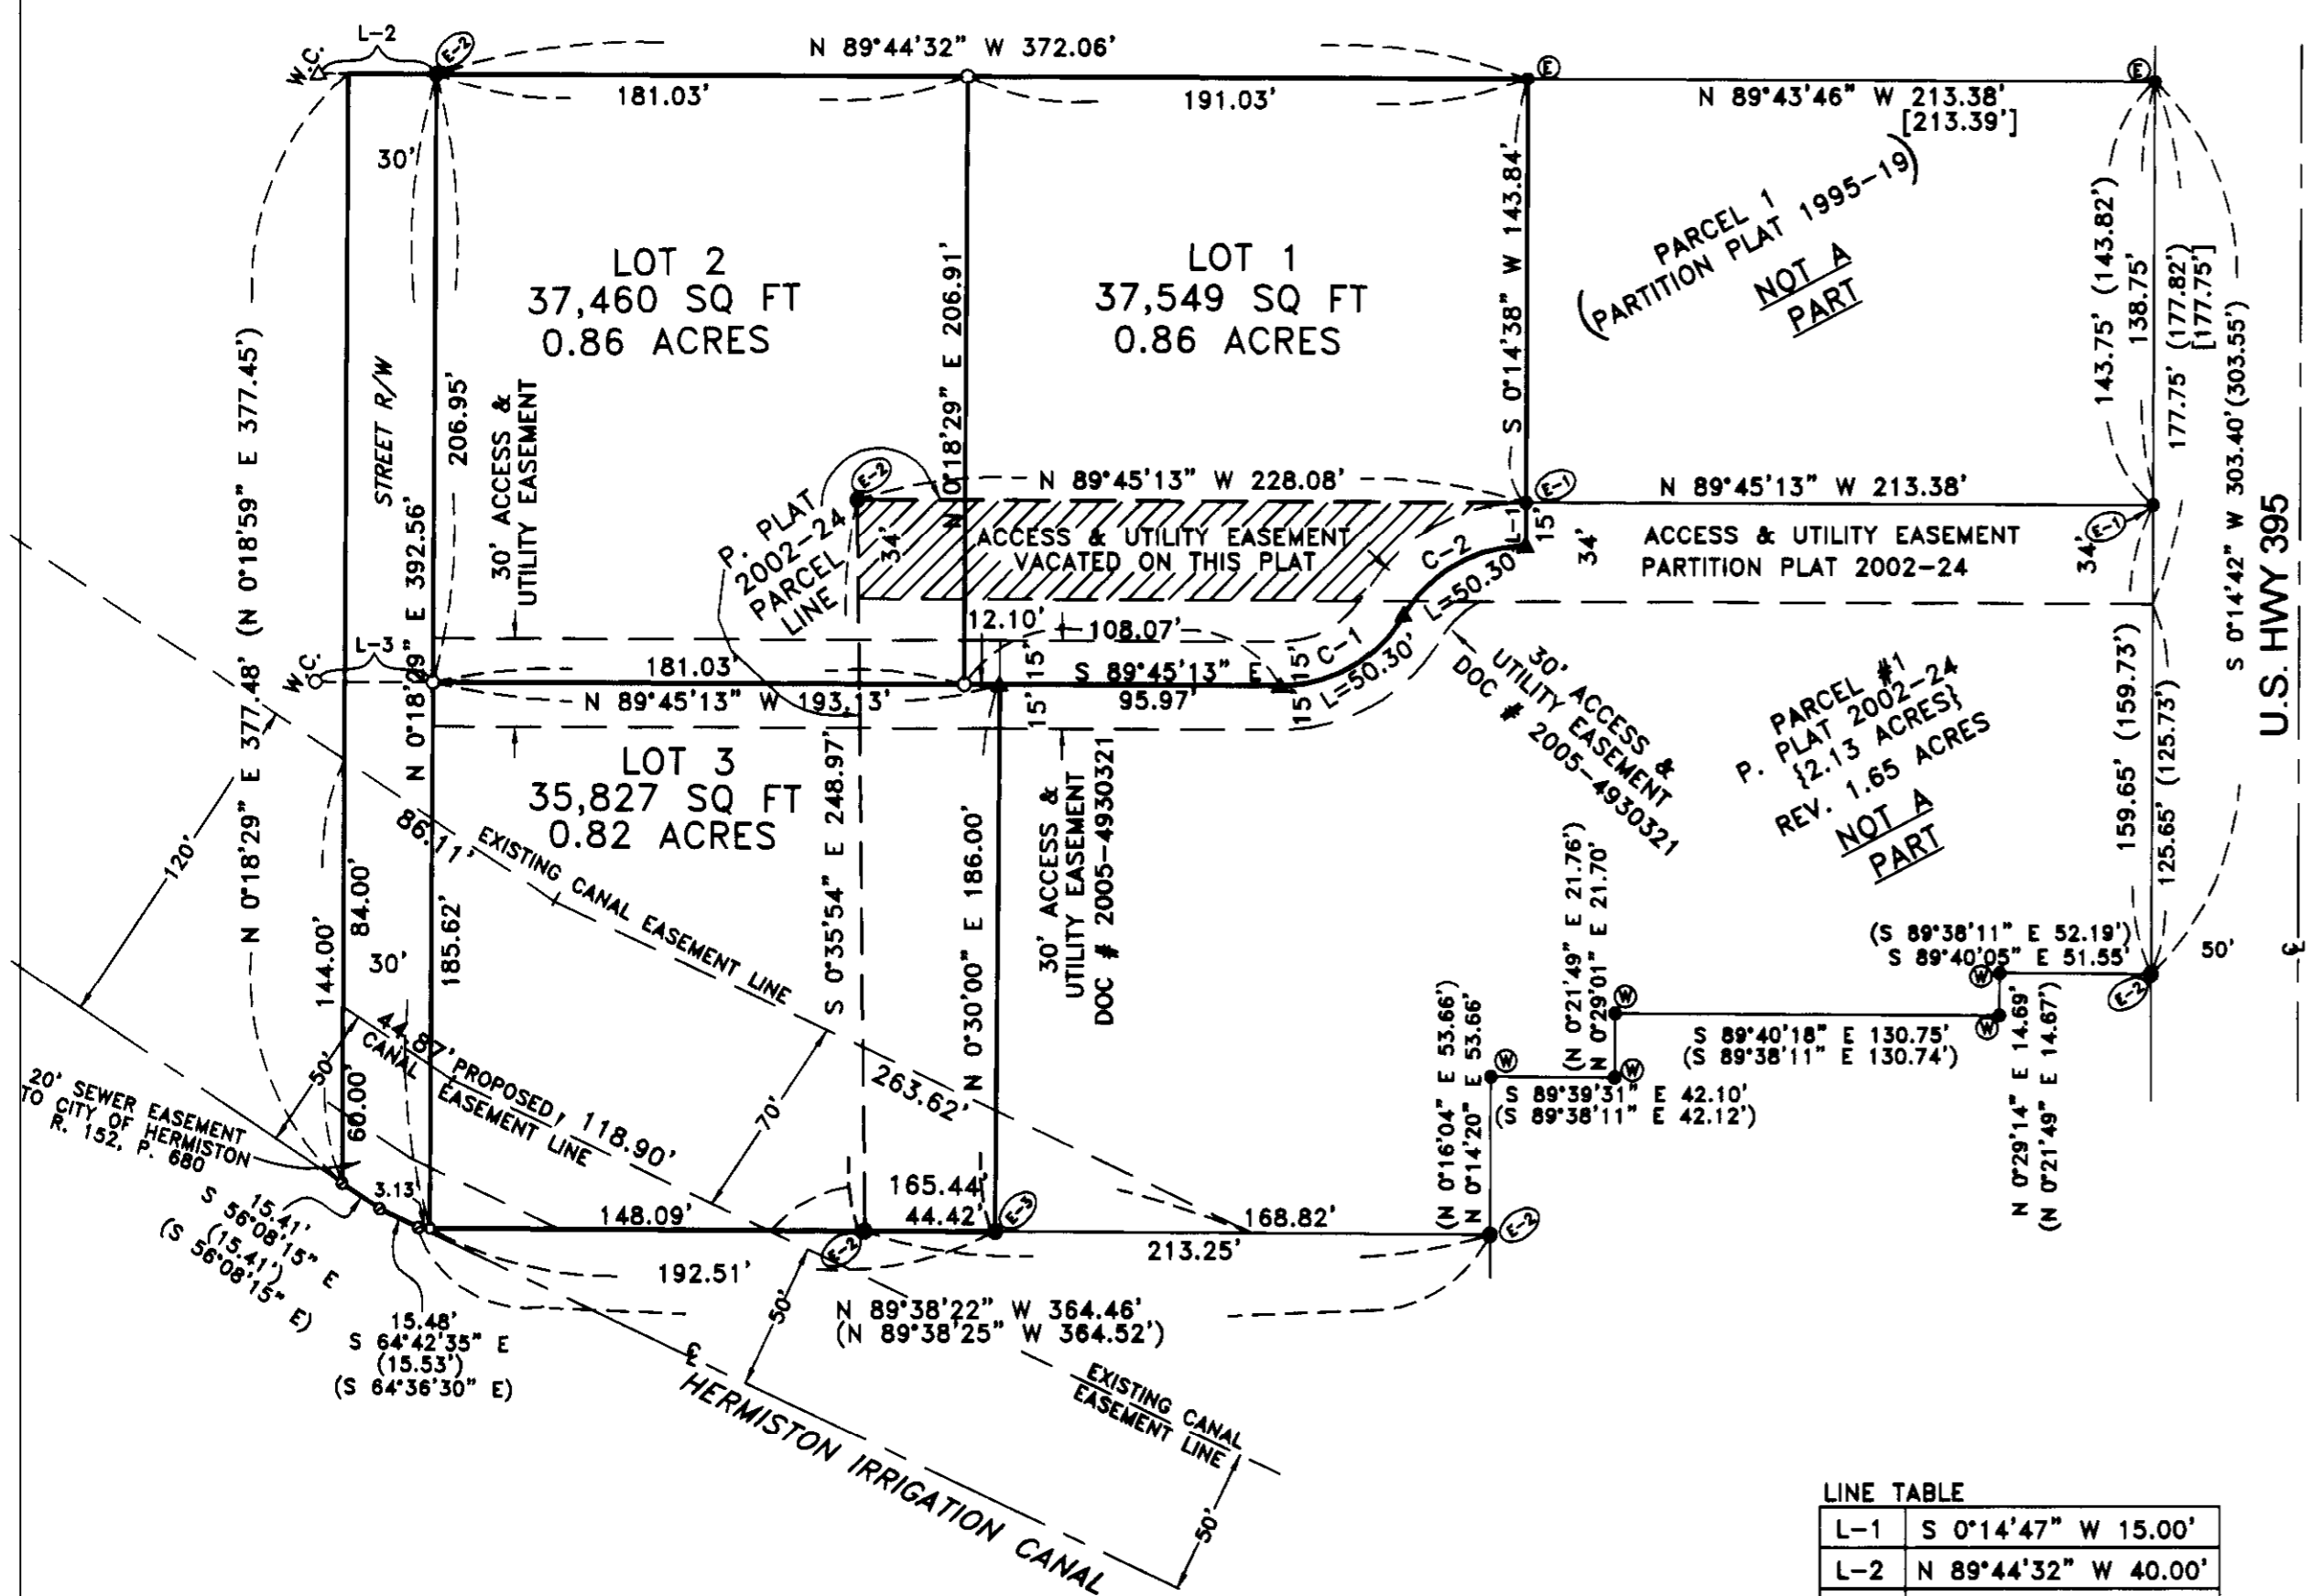 L-2
W.C.
E-2
N 89°44'32" W 372.06'
E
E
181.03'
191.03'
N 89°43'46" W 213.38'
[213.39']
30'
LOT 2
37,460 SQ FT
0.86 ACRES
LOT 1
37,549 SQ FT
0.86 ACRES
S 0°14'38" W 143.84'
PARCEL 1
(PARTITION PLAT 1995-19)
NOT A
PART
143.75' (143.82')
138.75'
177.75' (177.82')
[177.75']
S 0°14'42" W 303.40'(303.55')
U.S. HWY 395
N 0°18'29" E 377.48' (N 0°18'59" E 377.45')
STREET R/W
N 0°18'29" E 392.56'
206.95'
30' ACCESS &
UTILITY EASEMENT
N 0°18'29" E 206.91'
P. PLAT
2002-24
PARCEL
LINE
E-2
34'
N 89°45'13" W 228.08'
ACCESS & UTILITY EASEMENT
VACATED ON THIS PLAT
E-1
L-1
15'
34'
N 89°45'13" W 213.38'
ACCESS & UTILITY EASEMENT
PARTITION PLAT 2002-24
34'
E-1
C-2
L=50.30'
C-1
L=50.30'
12.10'
108.07'
15'
15'
15'
15'
L-3
W.C.
181.03'
N 89°45'13" W 193.13'
S 89°45'13" E
95.97'
30' ACCESS &
UTILITY EASEMENT
DOC # 2005-4930321
PARCEL #1
P. PLAT 2002-24
{2.13 ACRES}
REV. 1.65 ACRES
NOT A
PART
159.65' (159.73')
125.65' (125.73')
LOT 3
35,827 SQ FT
0.82 ACRES
S 0°35'54" E 248.97'
N 0°30'00" E 186.00'
30' ACCESS &
UTILITY EASEMENT
DOC # 2005-4930321
120'
86.11'
EXISTING CANAL EASEMENT LINE
263.62'
144.00'
84.00'
30'
185.62'
60.00'
50'
44.87'
PROPOSED
CANAL
EASEMENT LINE
118.90'
70'
20' SEWER EASEMENT
TO CITY OF HERMISTON
R. 152, P. 680
(S 89°38'11" E 52.19')
S 89°40'05" E 51.55'
50'
℄
W
W
E-2
(N 0°21'49" E 21.76')
N 0°29'01" E 21.70'
W
W
S 89°40'18" E 130.75'
(S 89°38'11" E 130.74')
N 0°29'14" E 14.69'
(N 0°21'49" E 14.67')
(N 0°16'04" E 53.66')
N 0°14'20" E 53.66'
W
S 89°39'31" E 42.10'
(S 89°38'11" E 42.12')
3.13'
15.41'
S 56°08'15" E
(15.41')
(S 56°08'15" E)
15.48'
S 64°42'35" E
(15.53')
(S 64°36'30" E)
148.09'
165.44'
44.42'
E-3
168.82'
E-2
E-2
213.25'
192.51'
N 89°38'22" W 364.46'
(N 89°38'25" W 364.52')
50'
℄
HERMISTON IRRIGATION CANAL
EXISTING CANAL
EASEMENT LINE
50'
LINE TABLE
L-1 S 0°14'47" W 15.00'
L-2 N 89°44'32" W 40.00'